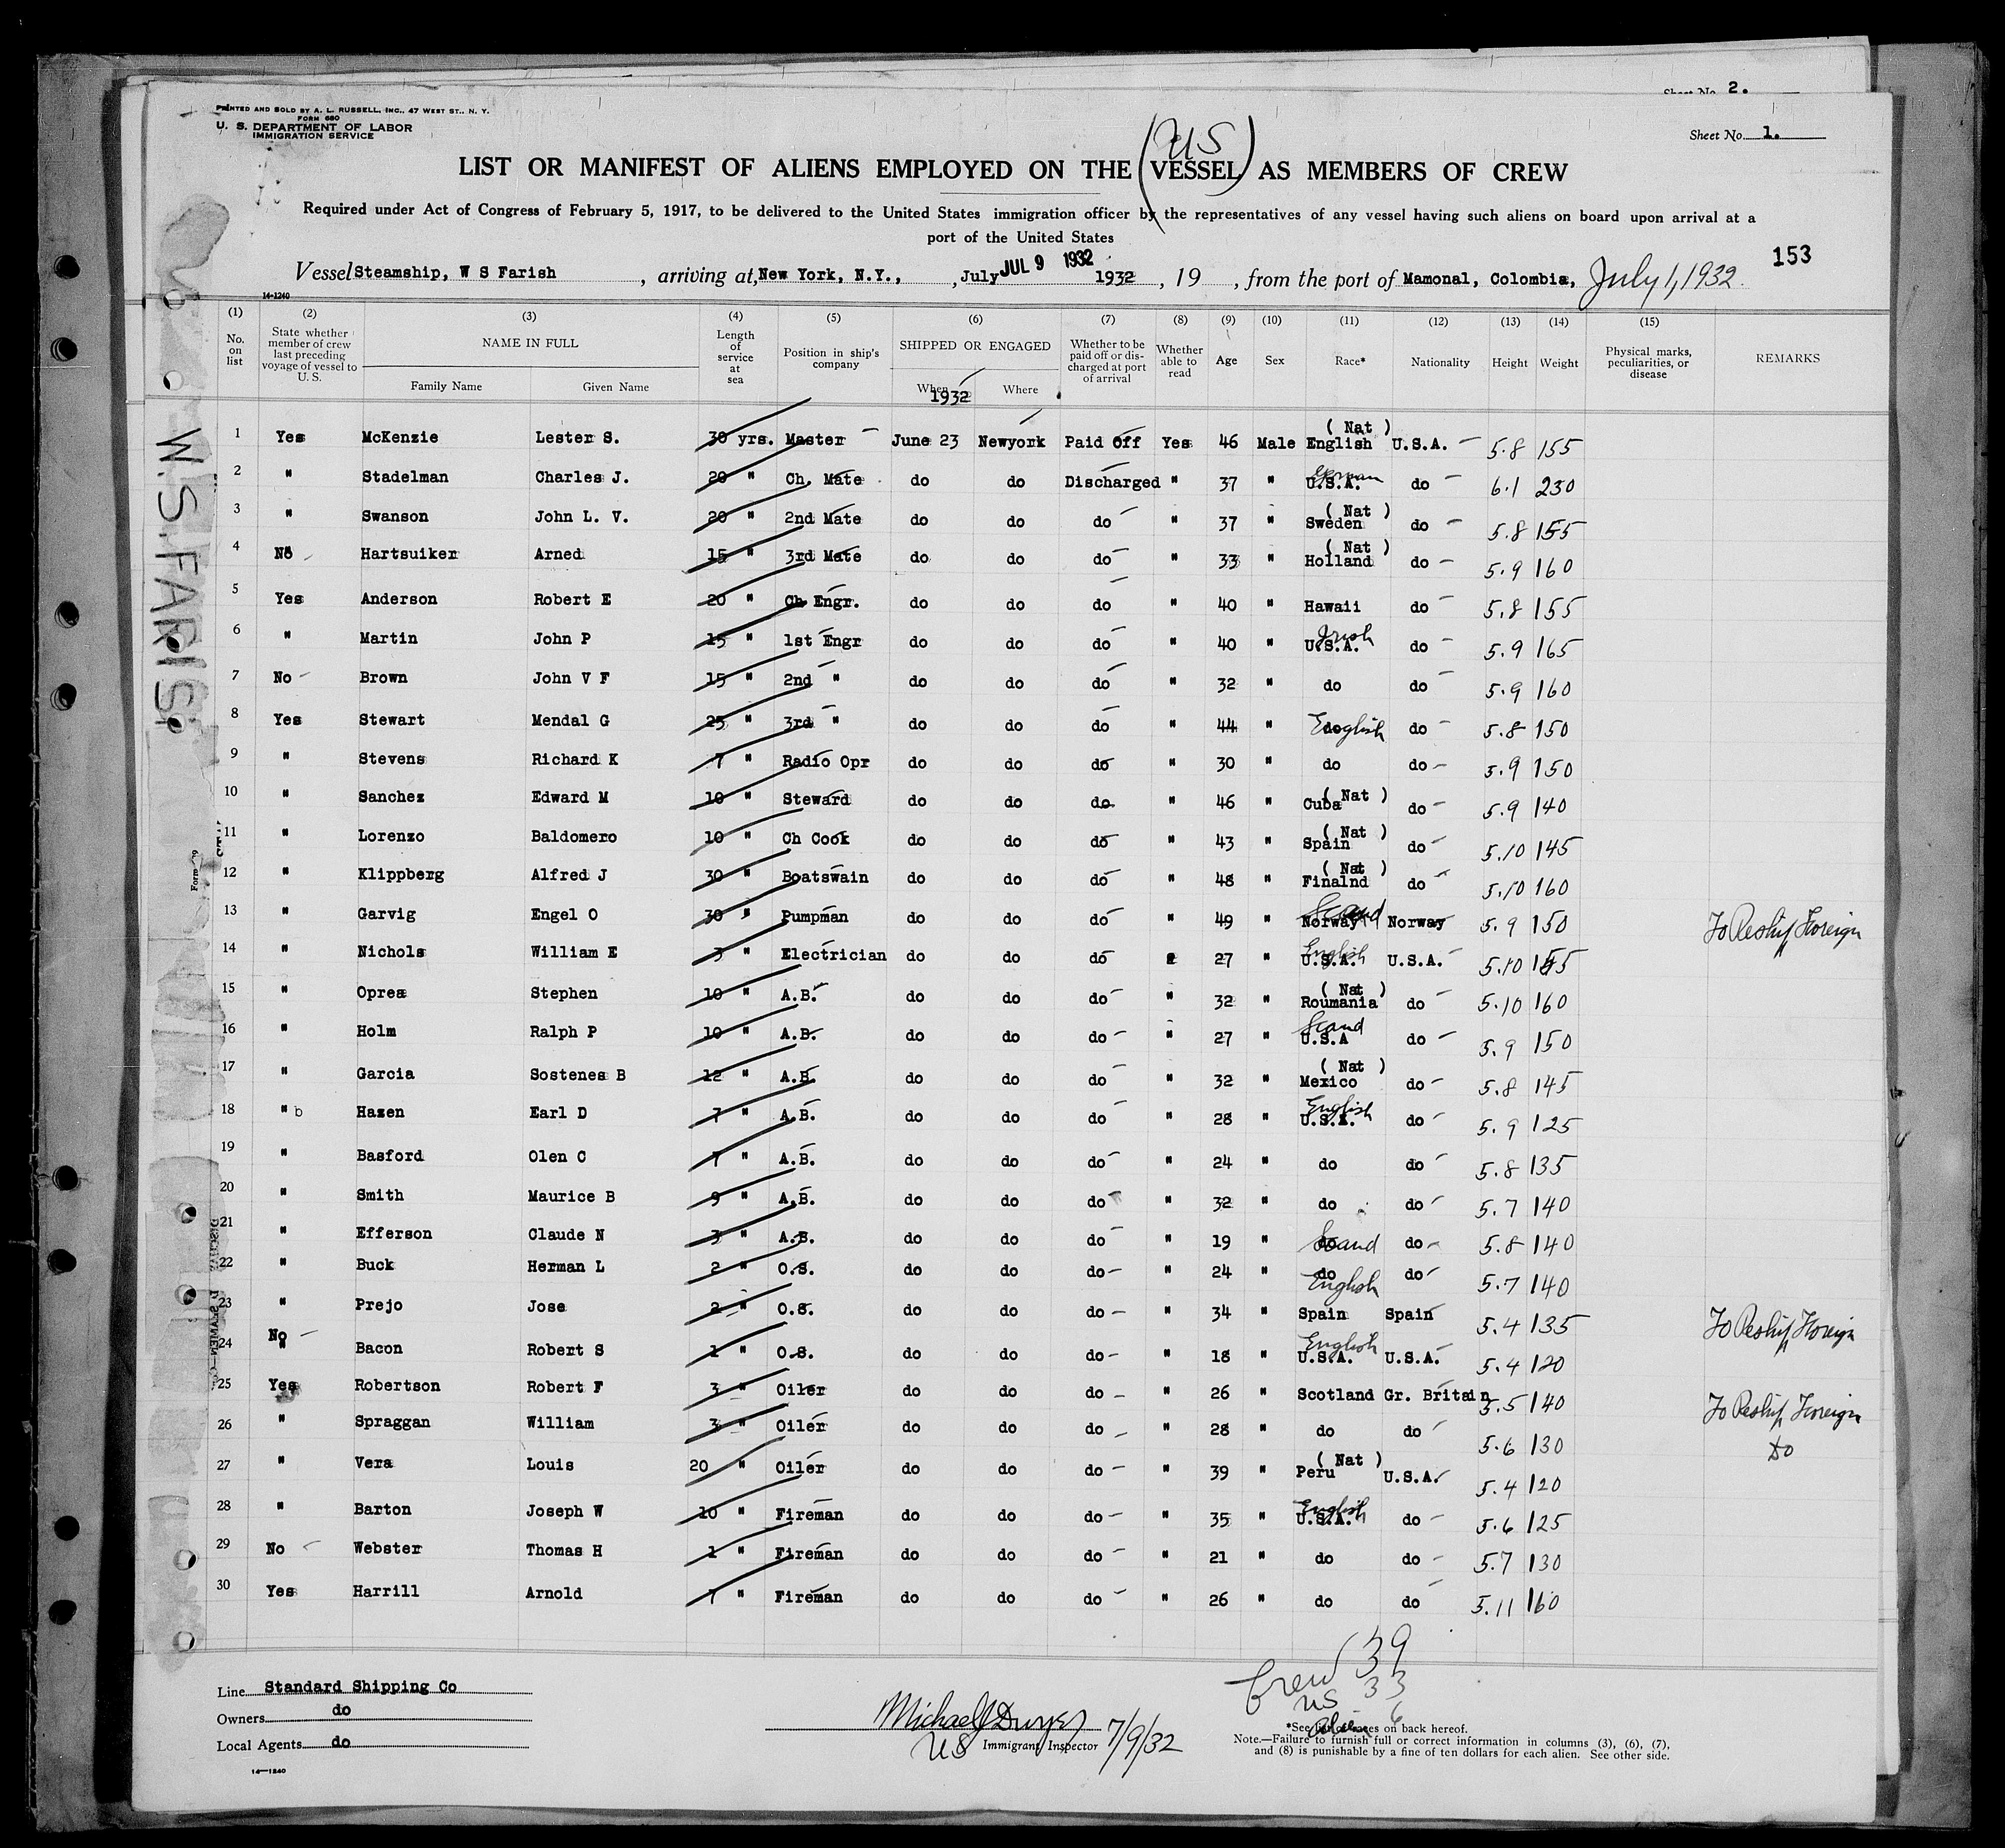 Sheet No. 2.
PRINTED AND SOLD BY A. L. RUSSELL, INC., 47 WEST ST., N. Y.
FORM 680
U. S. DEPARTMENT OF LABOR
IMMIGRATION SERVICE
Sheet No. 1.
US
LIST OR MANIFEST OF ALIENS EMPLOYED ON THE (VESSEL) AS MEMBERS OF CREW
Required under Act of Congress of February 5, 1917, to be delivered to the United States immigration officer by the representatives of any vessel having such aliens on board upon arrival at a
port of the United States
153
Vessel Steamship, W S Farish, arriving at, New York, N.Y., , July JUL 9 1932 1932, 19 , from the port of Mamonal, Colombia, July 1, 1932
14-1240
(1) No. on list (2) State whether member of crew last preceding voyage of vessel to U. S. (3) NAME IN FULL Family Name Given Name (4) Length of service at sea (5) Position in ship's company (6) SHIPPED OR ENGAGED When 1932 Where (7) Whether to be paid off or discharged at port of arrival (8) Whether able to read (9) Age (10) Sex (11) Race* (12) Nationality (13) Height (14) Weight (15) Physical marks, peculiarities, or disease REMARKS
W. S. FARISH
1 Yes McKenzie Lester S. 30 yrs. Master June 23 Newyork Paid Off Yes 46 Male (Nat) English U.S.A. 5.8 155
2 " Stadelman Charles J. 20 " Ch. Mate do do Discharged " 37 " German U.S.A. do 6.1 230
3 " Swanson John L. V. 20 " 2nd Mate do do do " 37 " (Nat) Sweden do 5.8 155
4 No Hartsuiker Arned 15 " 3rd Mate do do do " 33 " (Nat) Holland do 5.9 160
5 Yes Anderson Robert E 20 " Ch Engr. do do do " 40 " Hawaii do 5.8 155
6 " Martin John P 15 " 1st Engr do do do " 40 " Irish U.S.A. do 5.9 165
7 No Brown John V F 15 " 2nd " do do do " 32 " do do 5.9 160
8 Yes Stewart Mendal G 25 " 3rd " do do do " 44 " do English do 5.8 150
9 " Stevens Richard K 7 " Radio Opr do do do " 30 " do do 5.9 150
10 " Sanchez Edward M 10 " Steward do do do " 46 " (Nat) Cuba do 5.9 140
11 " Lorenzo Baldomero 10 " Ch Cook do do do " 43 " (Nat) Spain do 5.10 145
12 " Klippberg Alfred J 30 " Boatswain do do do " 48 " (Nat) Finalnd do 5.10 160
13 " Garvig Engel O 30 " Pumpman do do do " 49 " Scand Norway Norway 5.9 150 To Reship Foreign
14 " Nichols William E 3 " Electrician do do do " 27 " English U.S.A. U.S.A. 5.10 155
15 " Oprea Stephen 10 " A.B. do do do " 32 " (Nat) Roumania do 5.10 160
16 " Holm Ralph P 10 " A.B. do do do " 27 " Scand U.S.A do 5.9 150
17 " Garcia Sostenes B 12 " A.B. do do do " 32 " (Nat) Mexico do 5.8 145
18 " b Hazen Earl D 7 " A.B. do do do " 28 " English U.S.A. do 5.9 125
19 " Basford Olen C 7 " A.B. do do do " 24 " do do 5.8 135
20 " Smith Maurice B 9 " A.B. do do do " 32 " do do 5.7 140
21 " Efferson Claude N 3 " A.B. do do do " 19 " do Scand do 5.8 140
22 " Buck Herman L 2 " O.S. do do do " 24 " do English do 5.7 140
23 " Prejo Jose 2 " O.S. do do do " 34 " Spain Spain 5.4 135 To Reship Foreign
24 No " Bacon Robert S 1 " O.S. do do do " 18 " English U.S.A. U.S.A. 5.4 120
25 Yes Robertson Robert F 3 " Oiler do do do " 26 " Scotland Gr. Britain 5.5 140 To Reship Foreign
26 " Spraggan William 3 " Oiler do do do " 28 " do do 5.6 130 Do
27 " Vera Louis 20 " Oiler do do do " 39 " (Nat) Peru U.S.A. 5.4 120
28 " Barton Joseph W 10 " Fireman do do do " 35 " English U.S.A. do 5.6 125
29 No Webster Thomas H 1 " Fireman do do do " 21 " do do 5.7 130
30 Yes Harrill Arnold 7 " Fireman do do do " 26 " do do 5.11 160
Crew 39
US 33
Alien 6
Line Standard Shipping Co
Owners do
Local Agents do
14-1240
Michael J Dwyer 7/9/32
US Immigrant Inspector
*See list of races on back hereof.
Note.—Failure to furnish full or correct information in columns (3), (6), (7),
and (8) is punishable by a fine of ten dollars for each alien. See other side.